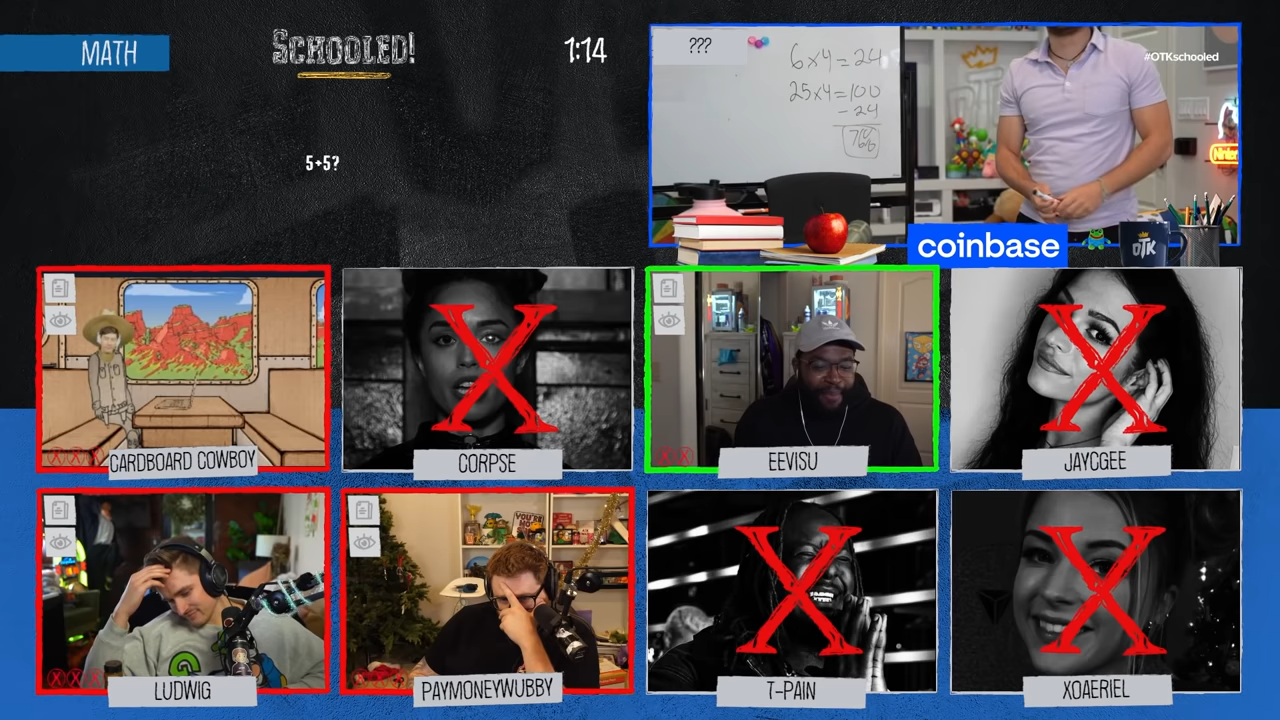 MATH
SCHOOLED!
1:14
???
#OTKschooled
6x4=24
25x4=100
- 24
76
5+5?
coinbase
OTK
CARDBOARD COWBOY
X
CORPSE
EEVISU
X
JAYCGEE
LUDWIG
PAYMONEYWUBBY
X
T-PAIN
X
XOAERIEL